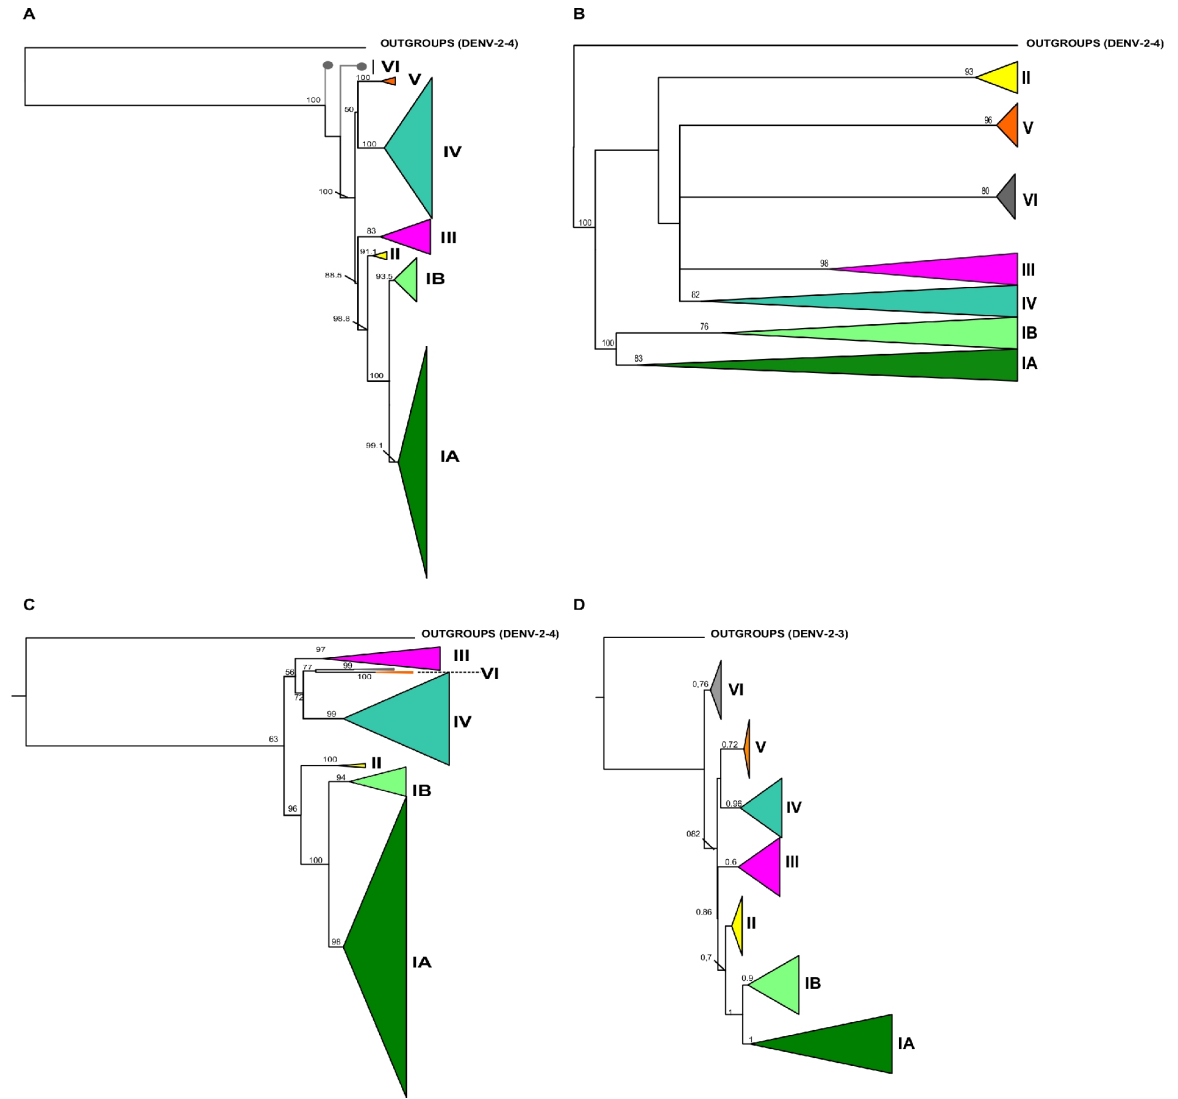 A
OUTGROUPS (DENV-2-4)
VI
100
V
100
50
100
IV
100
83
III
91.1
II
93.5
IB
88.5
98.8
100
99.1
IA
B
OUTGROUPS (DENV-2-4)
93
II
96
V
80
VI
100
98
III
82
IV
76
IB
100
83
IA
C
OUTGROUPS (DENV-2-4)
97
III
77
99
VI
56
100
72
99
IV
63
100
II
94
IB
96
100
98
IA
D
OUTGROUPS (DENV-2-3)
0,76
VI
0,72
V
0.98
IV
082
0.6
III
0.86
II
0,7
0.9
IB
1
1
IA